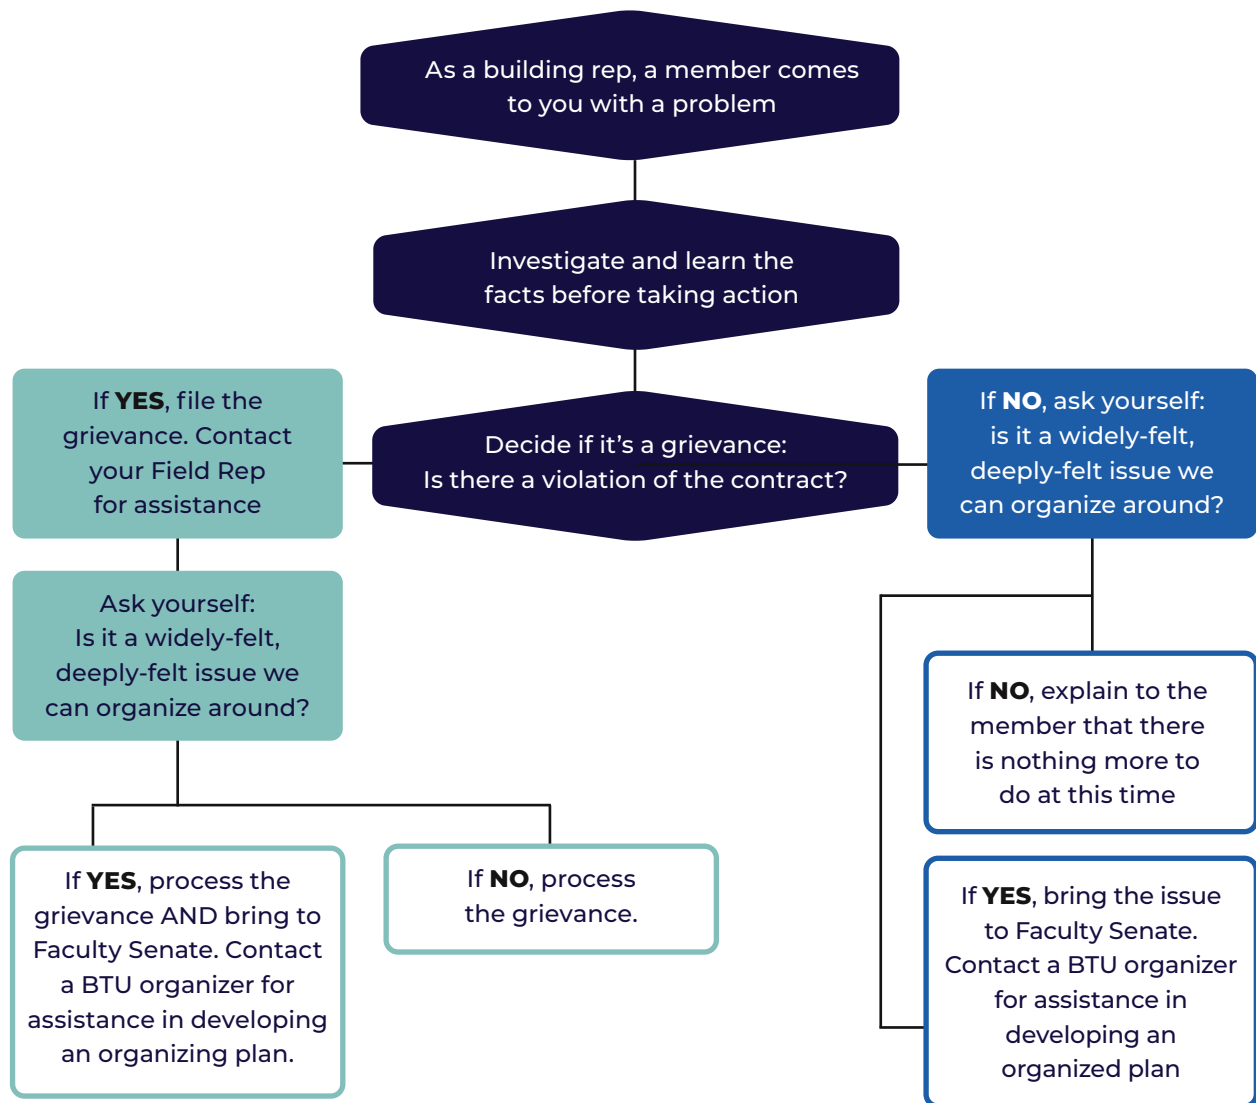 As a building rep, a member comes
to you with a problem
Investigate and learn the
facts before taking action
Decide if it's a grievance:
Is there a violation of the contract?
If YES, file the
grievance. Contact
your Field Rep
for assistance
Ask yourself:
Is it a widely-felt,
deeply-felt issue we
can organize around?
If YES, process the
grievance AND bring to
Faculty Senate. Contact
a BTU organizer for
assistance in developing
an organizing plan.
If NO, process
the grievance.
If NO, ask yourself:
is it a widely-felt,
deeply-felt issue we
can organize around?
If NO, explain to the
member that there
is nothing more to
do at this time
If YES, bring the issue
to Faculty Senate.
Contact a BTU organizer
for assistance in
developing an
organized plan